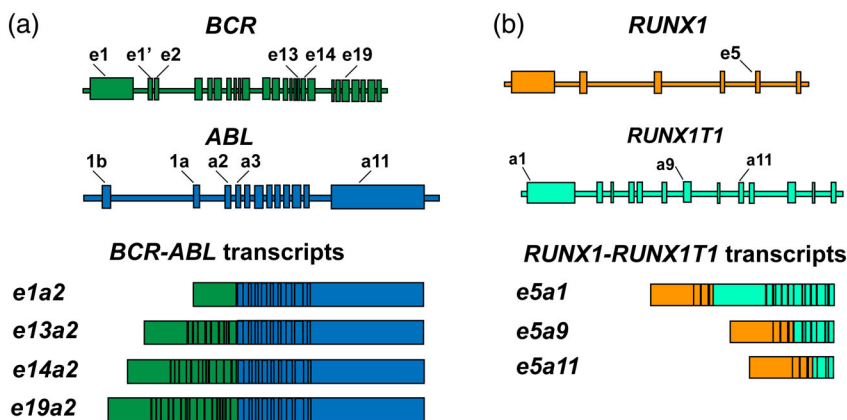 (a)
BCR
e1 e1’ e2 e13 e14 e19
ABL
1b 1a a2 a3 a11
BCR-ABL transcripts
e1a2
e13a2
e14a2
e19a2
(b)
RUNX1
e5
RUNX1T1
a1 a9 a11
RUNX1-RUNX1T1 transcripts
e5a1
e5a9
e5a11